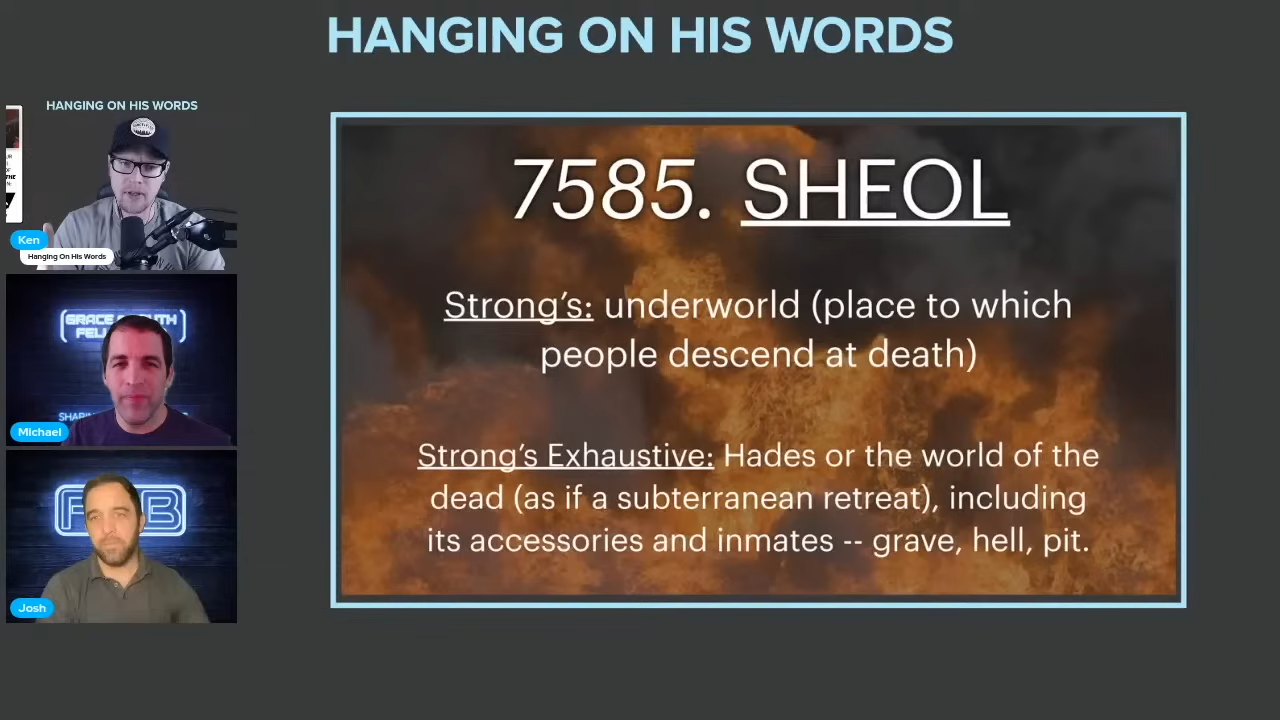 HANGING ON HIS WORDS
HANGING ON HIS WORDS
Ken
Hanging On His Words
Michael
Josh
7585. SHEOL
Strong's: underworld (place to which
people descend at death)
Strong's Exhaustive: Hades or the world of the
dead (as if a subterranean retreat), including
its accessories and inmates -- grave, hell, pit.